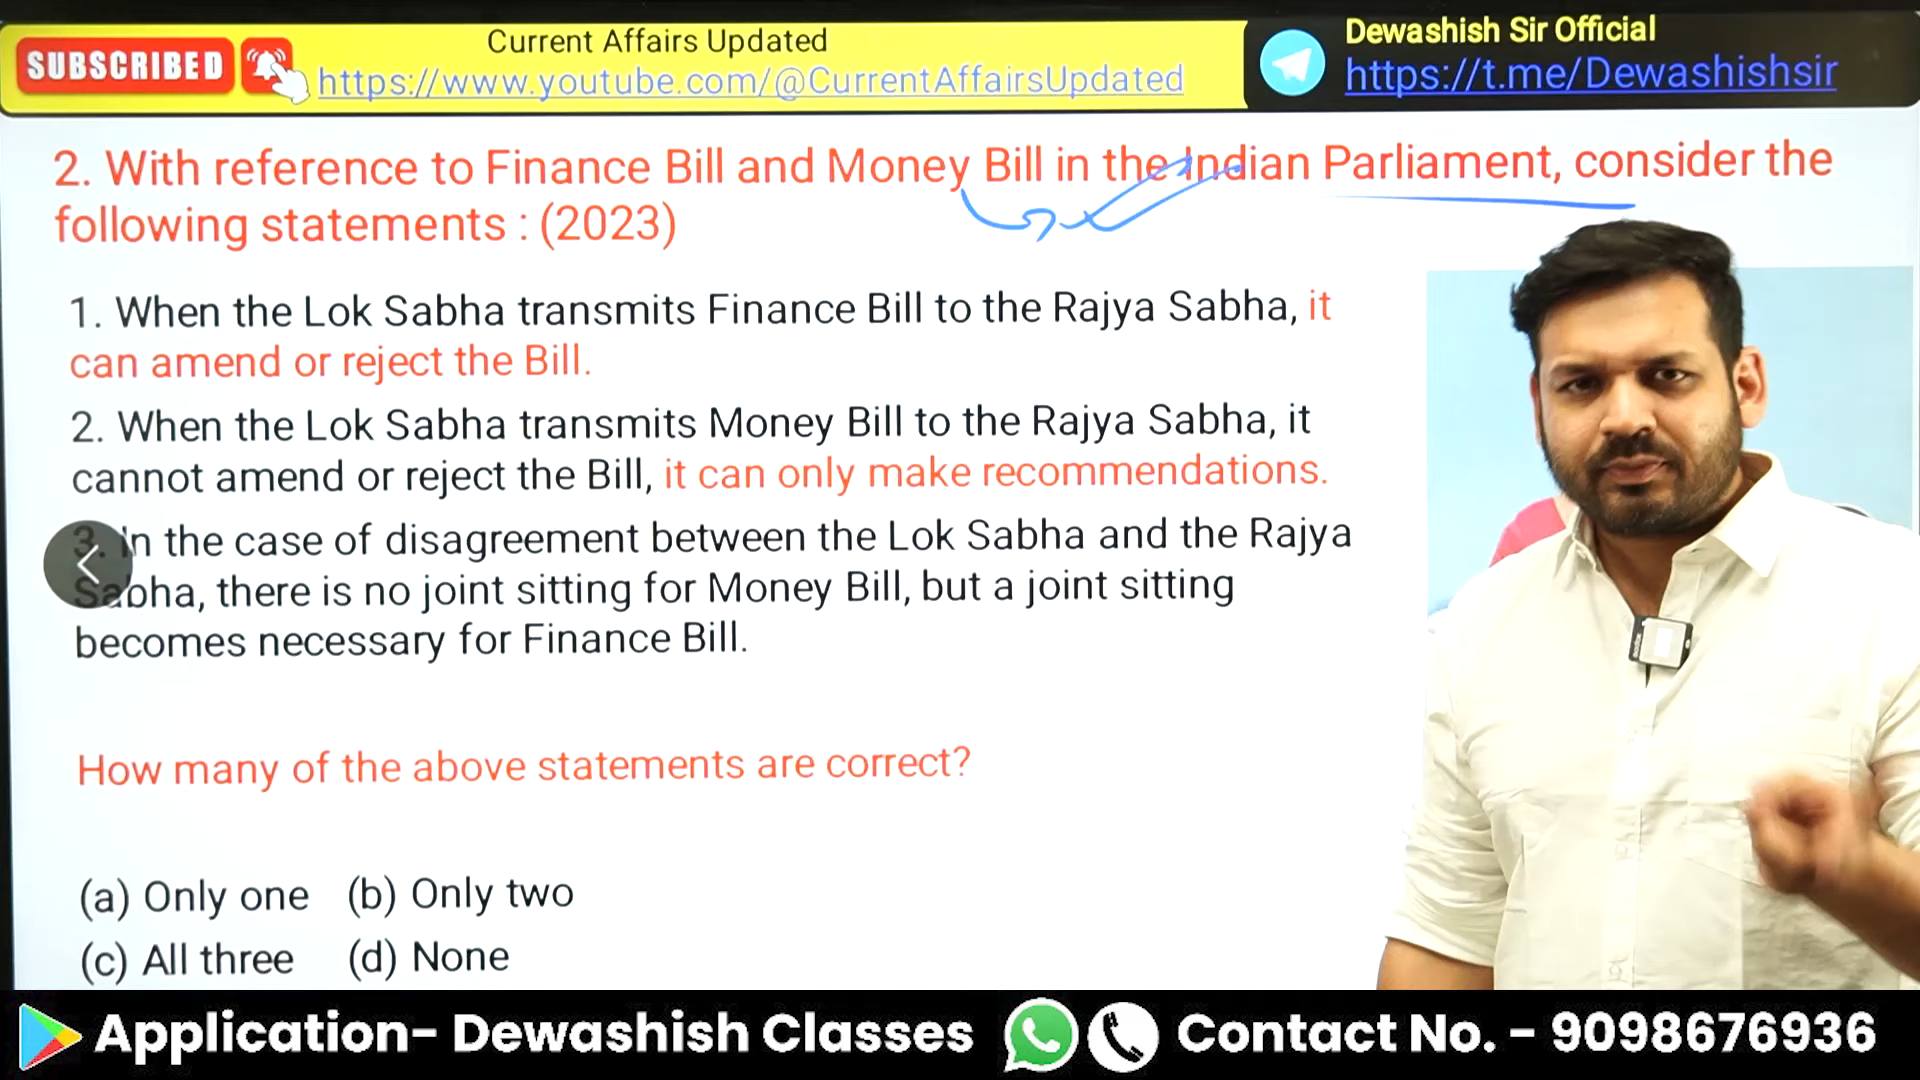 SUBSCRIBED
Current Affairs Updated
https://www.youtube.com/@CurrentAffairsUpdated
Dewashish Sir Official
https://t.me/Dewashishsir
2. With reference to Finance Bill and Money Bill in the Indian Parliament, consider the
following statements : (2023)
1. When the Lok Sabha transmits Finance Bill to the Rajya Sabha, it
can amend or reject the Bill.
2. When the Lok Sabha transmits Money Bill to the Rajya Sabha, it
cannot amend or reject the Bill, it can only make recommendations.
3. In the case of disagreement between the Lok Sabha and the Rajya
Sabha, there is no joint sitting for Money Bill, but a joint sitting
becomes necessary for Finance Bill.
How many of the above statements are correct?
(a) Only one (b) Only two
(c) All three (d) None
Application- Dewashish Classes
Contact No. - 9098676936